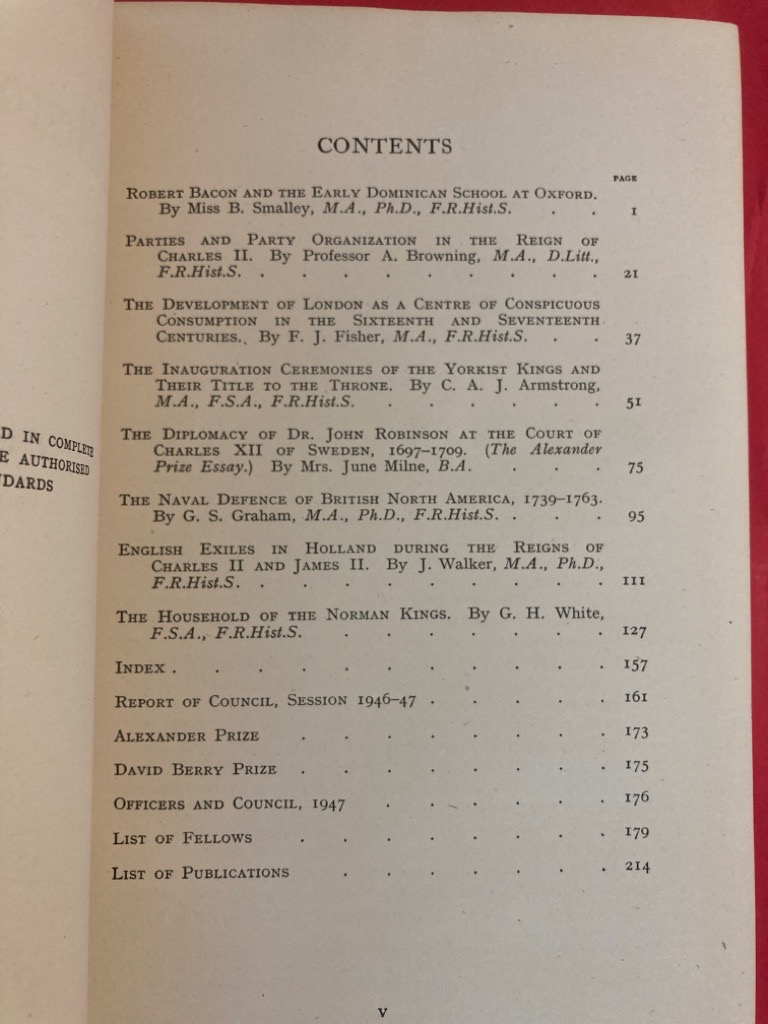 D IN COMPLETE
E AUTHORISED
DARDS
CONTENTS
PAGE
ROBERT BACON AND THE EARLY DOMINICAN SCHOOL AT OXFORD.
By Miss B. Smalley, M.A., Ph.D., F.R.Hist.S. . . 1
PARTIES AND PARTY ORGANIZATION IN THE REIGN OF
CHARLES II. By Professor A. Browning, M.A., D.Litt.,
F.R.Hist.S. . . . . . . . . . 21
THE DEVELOPMENT OF LONDON AS A CENTRE OF CONSPICUOUS
CONSUMPTION IN THE SIXTEENTH AND SEVENTEENTH
CENTURIES. By F. J. Fisher, M.A., F.R.Hist.S. . . 37
THE INAUGURATION CEREMONIES OF THE YORKIST KINGS AND
THEIR TITLE TO THE THRONE. By C. A. J. Armstrong,
M.A., F.S.A., F.R.Hist.S. . . . . . . 51
THE DIPLOMACY OF DR. JOHN ROBINSON AT THE COURT OF
CHARLES XII OF SWEDEN, 1697–1709. (The Alexander
Prize Essay.) By Mrs. June Milne, B.A. . . . 75
THE NAVAL DEFENCE OF BRITISH NORTH AMERICA, 1739–1763.
By G. S. Graham, M.A., Ph.D., F.R.Hist.S. . . . 95
ENGLISH EXILES IN HOLLAND DURING THE REIGNS OF
CHARLES II AND JAMES II. By J. Walker, M.A., Ph.D.,
F.R.Hist.S. . . . . . . . . . 111
THE HOUSEHOLD OF THE NORMAN KINGS. By G. H. White,
F.S.A., F.R.Hist.S. . . . . . . . 127
INDEX . . . . . . . . . . . 157
REPORT OF COUNCIL, SESSION 1946–47 . . . . . 161
ALEXANDER PRIZE . . . . . . . . 173
DAVID BERRY PRIZE . . . . . . . . 175
OFFICERS AND COUNCIL, 1947 . . . . . . 176
LIST OF FELLOWS . . . . . . . . 179
LIST OF PUBLICATIONS . . . . . . . 214
v